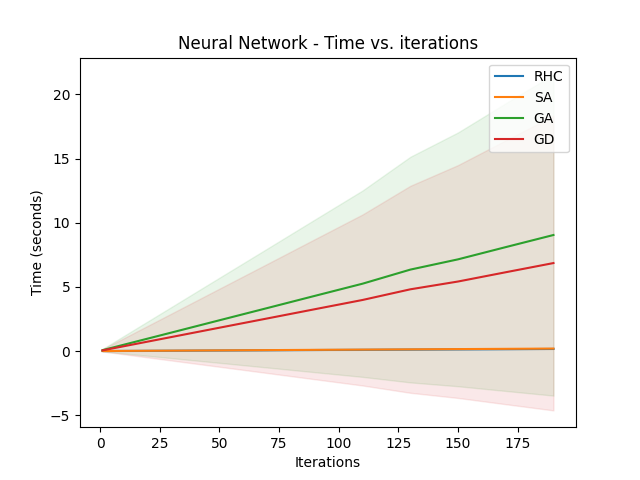 Neural Network - Time vs. iterations
RHC
SA
GA
GD
20
15
10
5
0
−5
Time (seconds)
0 25 50 75 100 125 150 175
Iterations